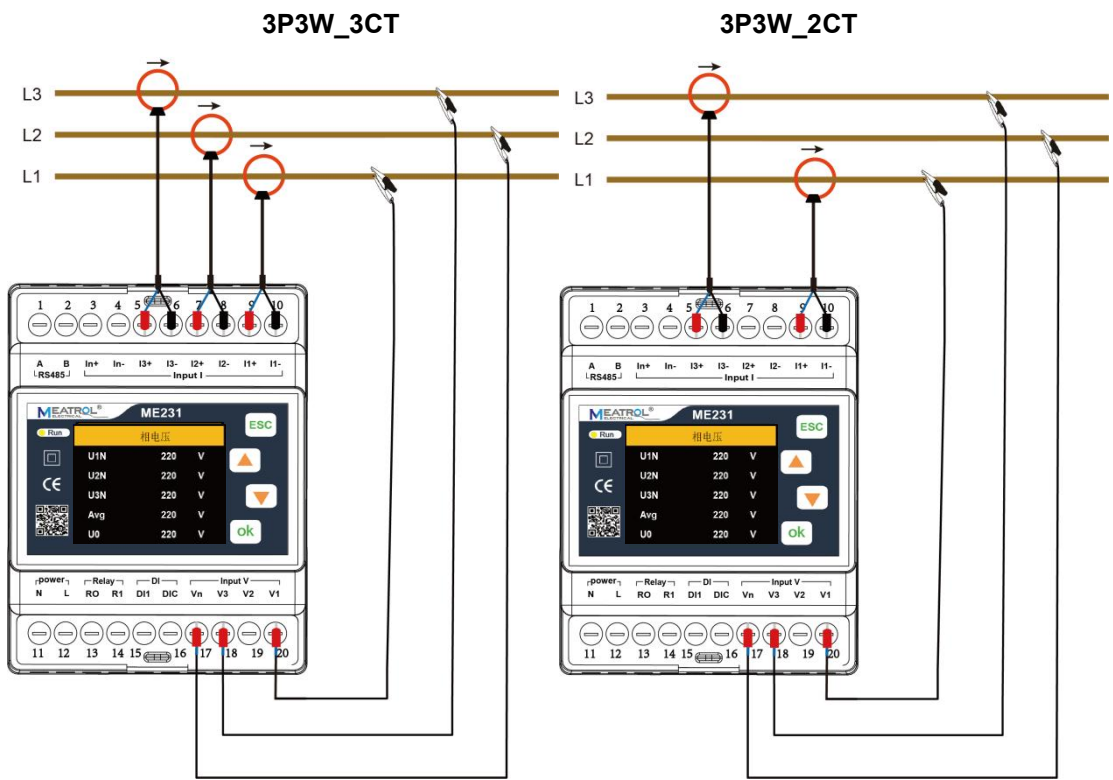 3P3W_3CT
L3
L2
L1
1 2 3 4 5 6 7 8 9 10
A B In+ In- I3+ I3- I2+ I2- I1+ I1-
RS485 Input I
MEATROL® ELECTRICAL ME231
Run
相电压
U1N 220 V
U2N 220 V
U3N 220 V
Avg 220 V
U0 220 V
CE
ESC
ok
power Relay DI Input V
N L RO R1 DI1 DIC Vn V3 V2 V1
11 12 13 14 15 16 17 18 19 20
3P3W_2CT
L3
L2
L1
1 2 3 4 5 6 7 8 9 10
A B In+ In- I3+ I3- I2+ I2- I1+ I1-
RS485 Input I
MEATROL® ELECTRICAL ME231
Run
相电压
U1N 220 V
U2N 220 V
U3N 220 V
Avg 220 V
U0 220 V
CE
ESC
ok
power Relay DI Input V
N L RO R1 DI1 DIC Vn V3 V2 V1
11 12 13 14 15 16 17 18 19 20